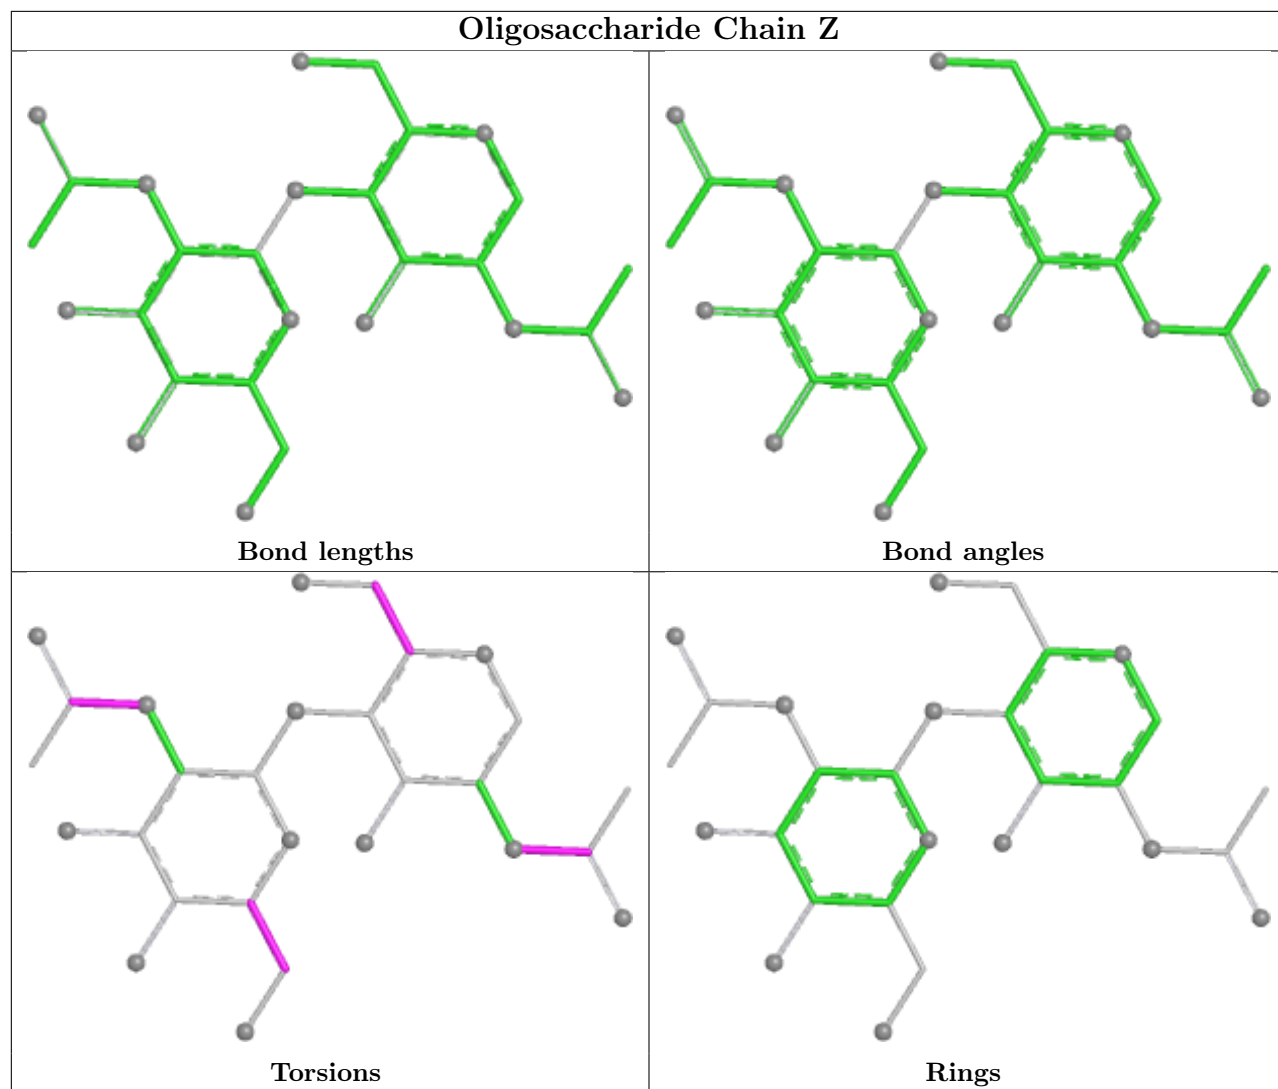 Oligosaccharide Chain Z
Bond lengths
Bond angles
Torsions
Rings